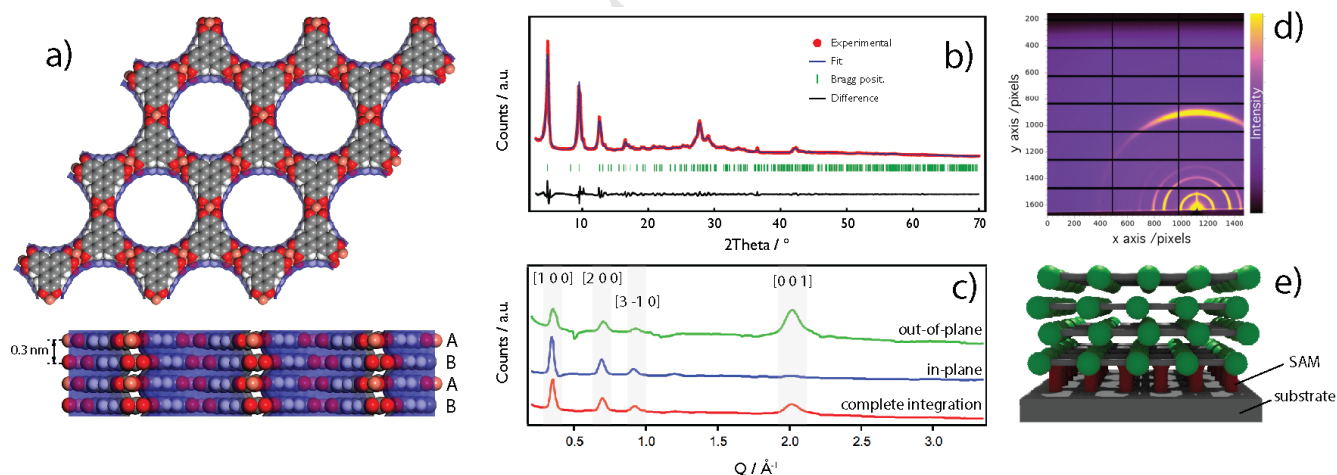 a)
0.3 nm
A
B
A
B
b)
Counts / a.u.
Experimental
Fit
Bragg posit.
Difference
10
20
30
40
50
60
70
2Theta / °
c)
Counts / a.u.
[1 0 0]
[2 0 0]
[3 -1 0]
[0 0 1]
out-of-plane
in-plane
complete integration
0.5
1.0
1.5
2.0
2.5
3.0
Q / Å⁻¹
d)
y axis /pixels
200
400
600
800
1000
1200
1400
1600
0
200
400
600
800
1000
1200
1400
x axis /pixels
Intensity
e)
SAM
substrate